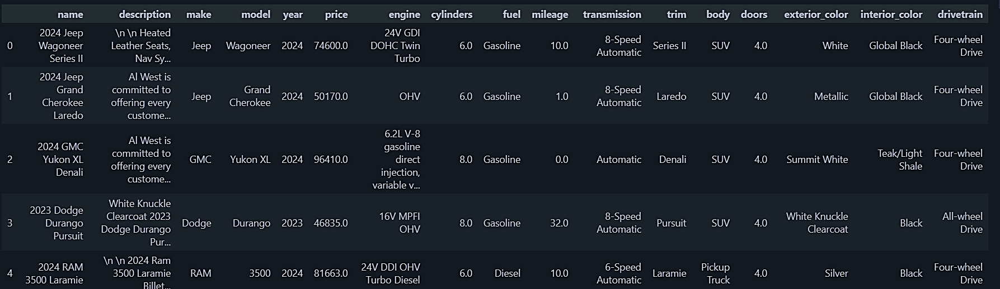 name description make model year price engine cylinders fuel mileage transmission trim body doors exterior_color interior_color drivetrain
0 2024 Jeep Wagoneer Series II \n \n Heated Leather Seats, Nav Sy... Jeep Wagoneer 2024 74600.0 24V GDI DOHC Twin Turbo 6.0 Gasoline 10.0 8-Speed Automatic Series II SUV 4.0 White Global Black Four-wheel Drive
1 2024 Jeep Grand Cherokee Laredo Al West is committed to offering every custome... Jeep Grand Cherokee 2024 50170.0 OHV 6.0 Gasoline 1.0 8-Speed Automatic Laredo SUV 4.0 Metallic Global Black Four-wheel Drive
2 2024 GMC Yukon XL Denali Al West is committed to offering every custome... GMC Yukon XL 2024 96410.0 6.2L V-8 gasoline direct injection, variable v... 8.0 Gasoline 0.0 Automatic Denali SUV 4.0 Summit White Teak/Light Shale Four-wheel Drive
3 2023 Dodge Durango Pursuit White Knuckle Clearcoat 2023 Dodge Durango Pur... Dodge Durango 2023 46835.0 16V MPFI OHV 8.0 Gasoline 32.0 8-Speed Automatic Pursuit SUV 4.0 White Knuckle Clearcoat Black All-wheel Drive
4 2024 RAM 3500 Laramie \n \n 2024 Ram 3500 Laramie Billet... RAM 3500 2024 81663.0 24V DDI OHV Turbo Diesel 6.0 Diesel 10.0 6-Speed Automatic Laramie Pickup Truck 4.0 Silver Black Four-wheel Drive